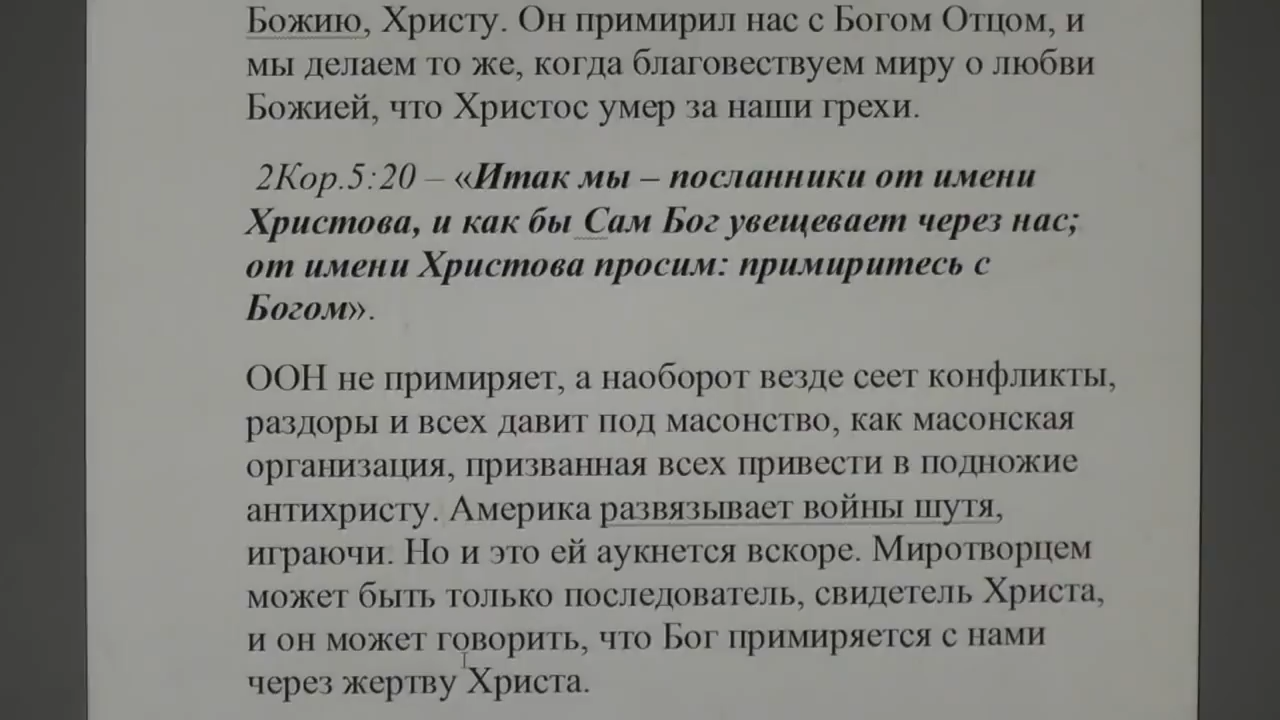 Божию, Христу. Он примирил нас с Богом Отцом, и
мы делаем то же, когда благовествуем миру о любви
Божией, что Христос умер за наши грехи.
2Кор.5:20 – «Итак мы – посланники от имени
Христова, и как бы Сам Бог увещевает через нас;
от имени Христова просим: примиритесь с
Богом».
ООН не примиряет, а наоборот везде сеет конфликты,
раздоры и всех давит под масонство, как масонская
организация, призванная всех привести в подножие
антихристу. Америка развязывает войны шутя,
играючи. Но и это ей аукнется вскоре. Миротворцем
может быть только последователь, свидетель Христа,
и он может говорить, что Бог примиряется с нами
через жертву Христа.